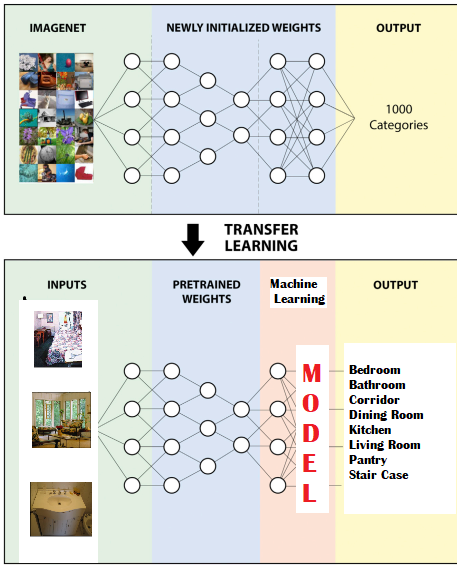 IMAGENET
NEWLY INITIALIZED WEIGHTS
OUTPUT
1000
Categories
TRANSFER
LEARNING
INPUTS
PRETRAINED
WEIGHTS
Machine
Learning
OUTPUT
M
O
D
E
L
Bedroom
Bathroom
Corridor
Dining Room
Kitchen
Living Room
Pantry
Stair Case